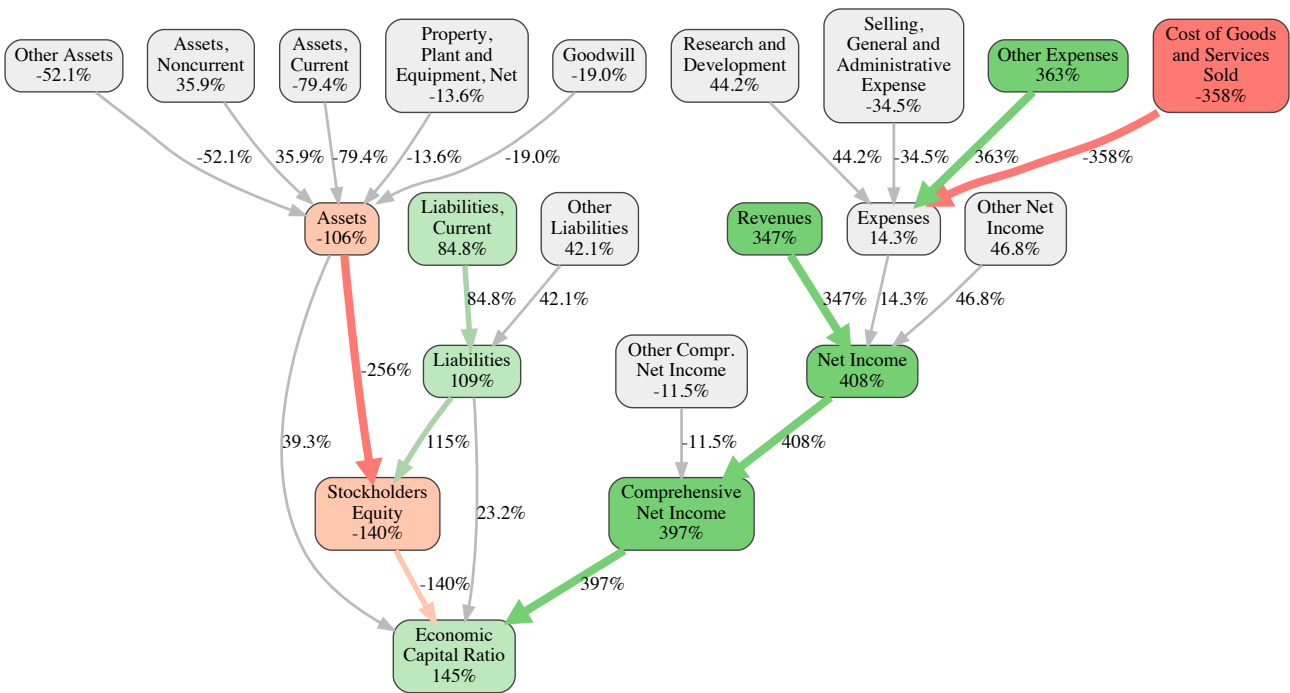 Other Assets
-52.1%
Assets,
Noncurrent
35.9%
Assets,
Current
-79.4%
Property,
Plant and
Equipment, Net
-13.6%
Goodwill
-19.0%
Research and
Development
44.2%
Selling,
General and
Administrative
Expense
-34.5%
Other Expenses
363%
Cost of Goods
and Services
Sold
-358%
-52.1%
35.9%
-79.4%
-13.6%
-19.0%
44.2%
-34.5%
363%
-358%
Assets
-106%
Liabilities,
Current
84.8%
Other
Liabilities
42.1%
Revenues
347%
Expenses
14.3%
Other Net
Income
46.8%
84.8%
42.1%
347%
14.3%
46.8%
-256%
Liabilities
109%
Other Compr.
Net Income
-11.5%
Net Income
408%
39.3%
115%
-11.5%
408%
Stockholders
Equity
-140%
23.2%
Comprehensive
Net Income
397%
-140%
397%
Economic
Capital Ratio
145%